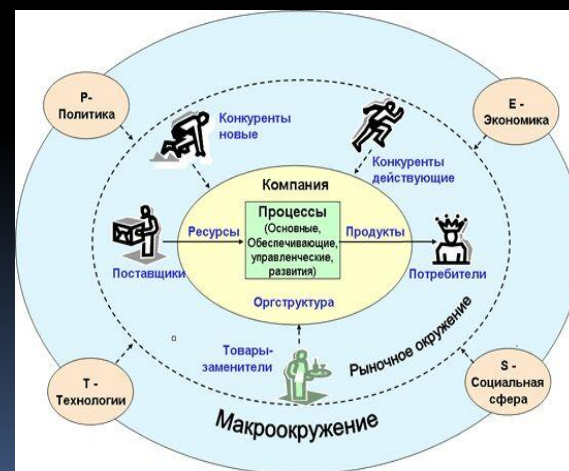 P-
Политика
E -
Экономика
Конкуренты
новые
Конкуренты
действующие
Компания
Процессы
(Основные,
Обеспечивающие,
управленческие,
развития)
Ресурсы
Продукты
Поставщики
Потребители
Оргструктура
Товары-
заменители
Рыночное окружение
T -
Технологии
S -
Социальная
сфера
Макроокружение